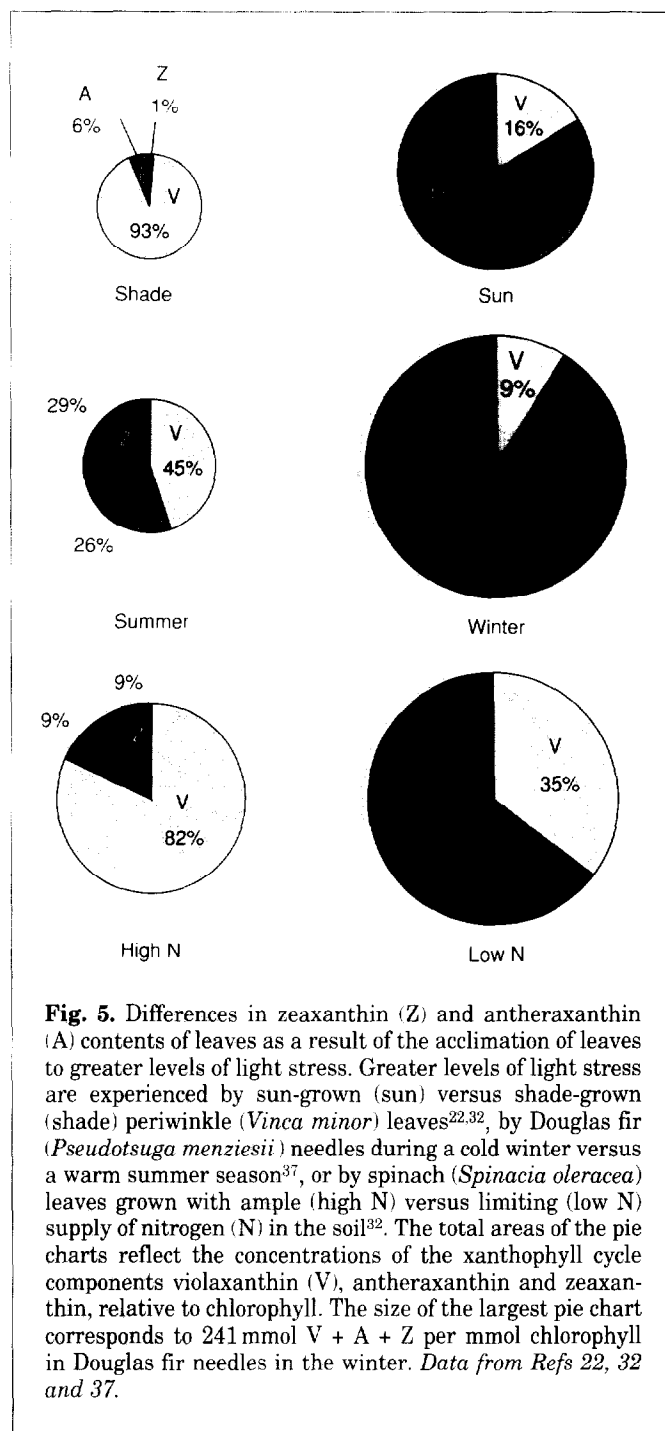 Z
A
1%
6%
V
93%
Shade
V
16%
Sun
29%
V
45%
26%
Summer
V
9%
Winter
9%
9%
V
82%
High N
V
35%
Low N
Fig. 5. Differences in zeaxanthin (Z) and antheraxanthin
(A) contents of leaves as a result of the acclimation of leaves
to greater levels of light stress. Greater levels of light stress
are experienced by sun-grown (sun) versus shade-grown
(shade) periwinkle (Vinca minor) leaves22,32, by Douglas fir
(Pseudotsuga menziesii) needles during a cold winter versus
a warm summer season37, or by spinach (Spinacia oleracea)
leaves grown with ample (high N) versus limiting (low N)
supply of nitrogen (N) in the soil32. The total areas of the pie
charts reflect the concentrations of the xanthophyll cycle
components violaxanthin (V), antheraxanthin and zeaxan-
thin, relative to chlorophyll. The size of the largest pie chart
corresponds to 241 mmol V + A + Z per mmol chlorophyll
in Douglas fir needles in the winter. Data from Refs 22, 32
and 37.